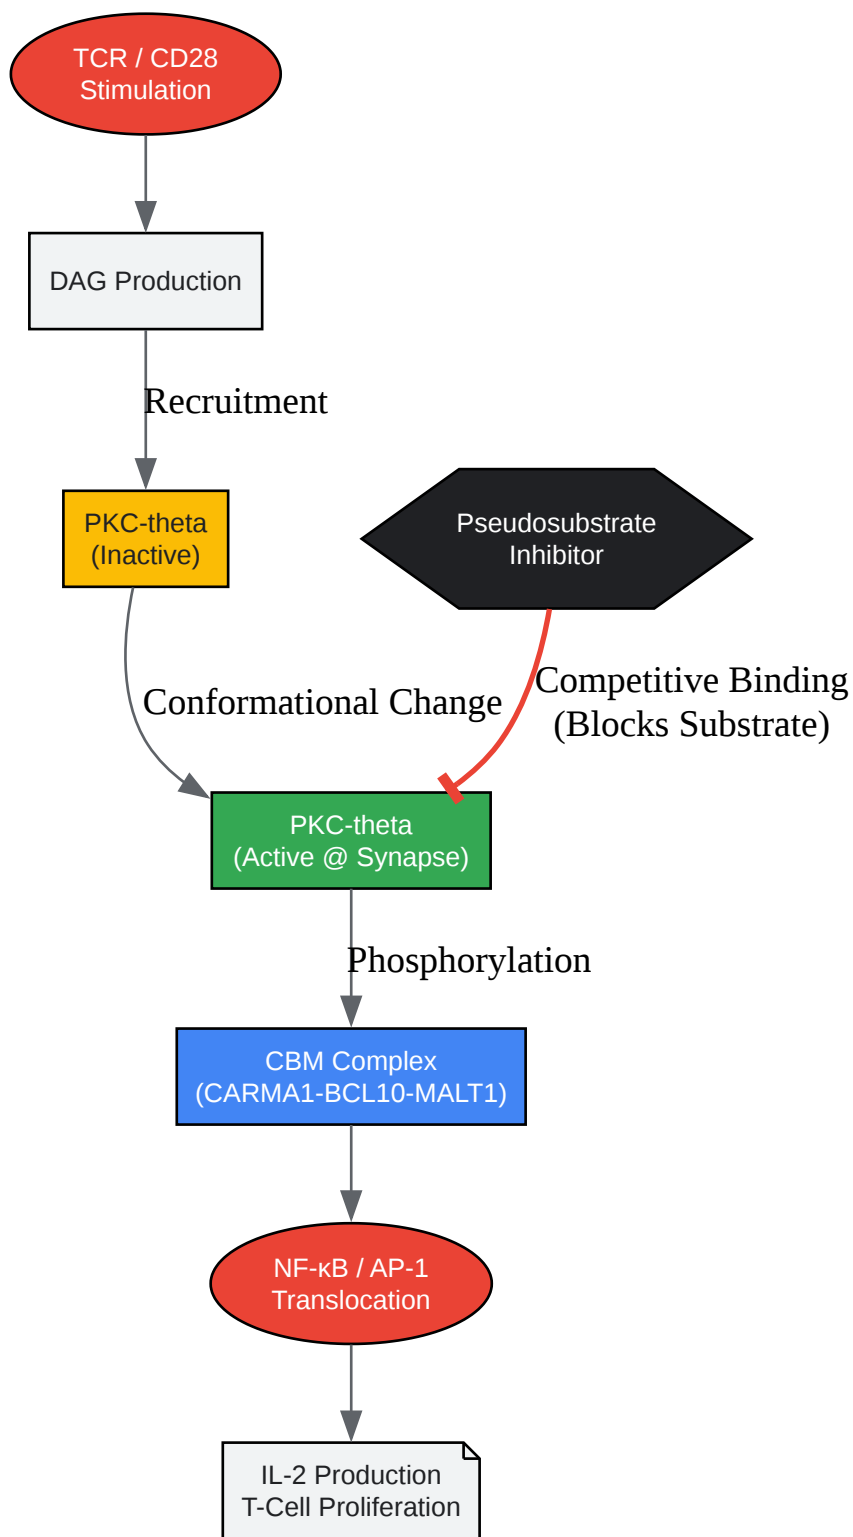 TCR / CD28
Stimulation
DAG Production
Recruitment
PKC-theta
(Inactive)
Pseudosubstrate
Inhibitor
Conformational Change
Competitive Binding
(Blocks Substrate)
PKC-theta
(Active @ Synapse)
Phosphorylation
CBM Complex
(CARMA1-BCL10-MALT1)
NF-κB / AP-1
Translocation
IL-2 Production
T-Cell Proliferation